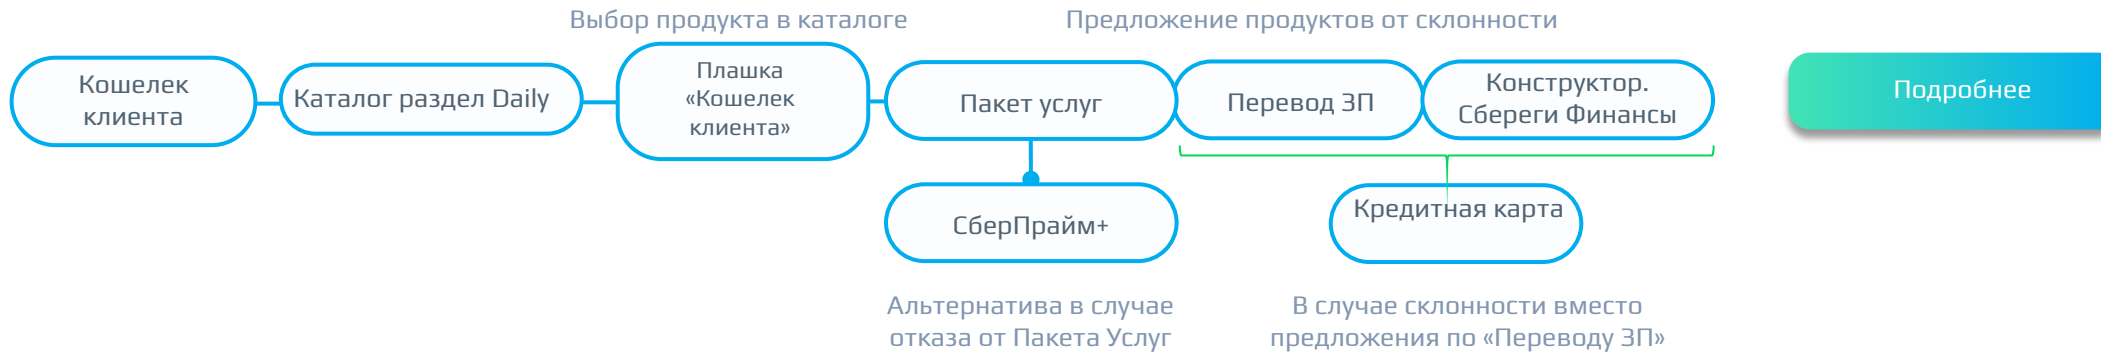 Выбор продукта в каталоге
Предложение продуктов от склонности
Кошелек
клиента
Каталог раздел Daily
Плашка
«Кошелек
клиента»
Пакет услуг
Перевод ЗП
Конструктор.
Сбереги Финансы
Подробнее
СберПрайм+
Кредитная карта
Альтернатива в случае
отказа от Пакета Услуг
В случае склонности вместо
предложения по «Переводу ЗП»